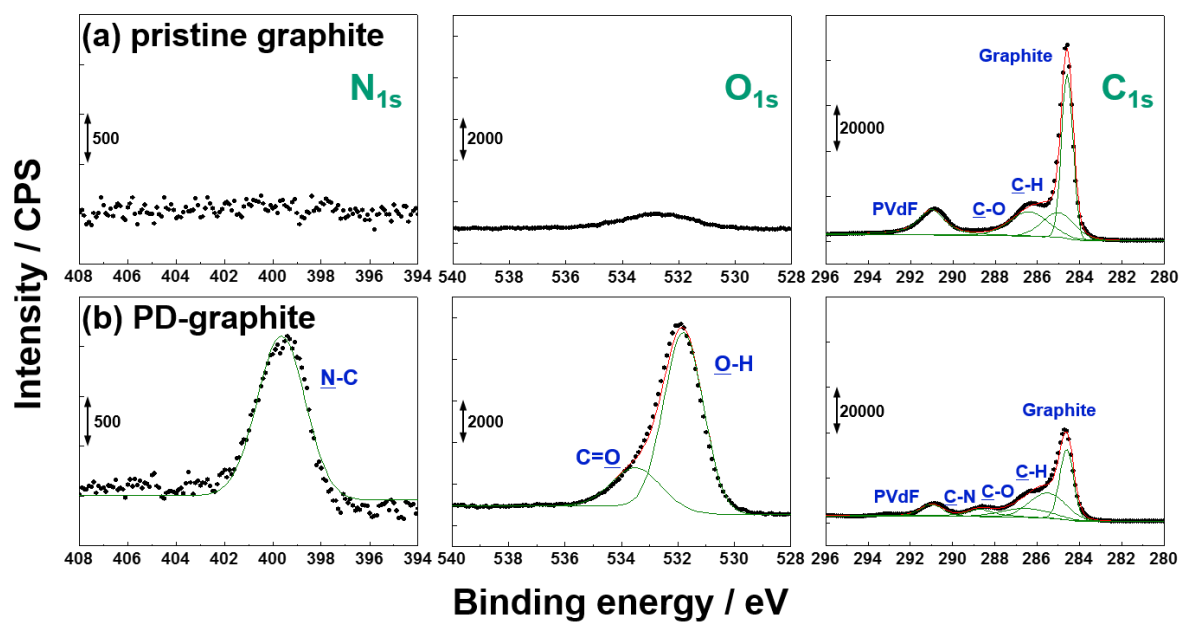 (a) pristine graphite
N1s
500
408 406 404 402 400 398 396 394
O1s
2000
540 538 536 534 532 530 528
C1s
Graphite
20000
C-H
C-O
PVdF
296 294 292 290 288 286 284 282 280
(b) PD-graphite
N-C
500
408 406 404 402 400 398 396 394
O-H
2000
C=O
540 538 536 534 532 530 528
20000
Graphite
C-H
C-O
C-N
PVdF
296 294 292 290 288 286 284 282 280
Intensity / CPS
Binding energy / eV